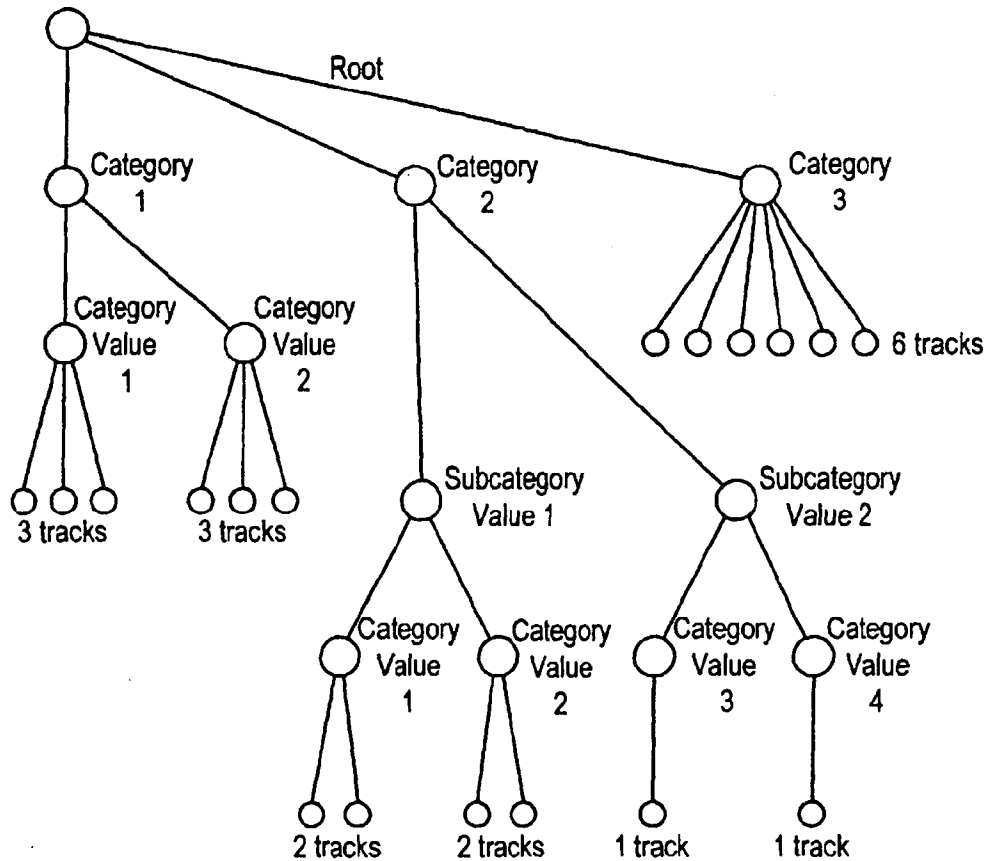 Root
Category
1
Category
2
Category
3
Category
Value
1
Category
Value
2
6 tracks
3 tracks
3 tracks
Subcategory
Value 1
Subcategory
Value 2
Category
Value
1
Category
Value
2
Category
Value
3
Category
Value
4
2 tracks
2 tracks
1 track
1 track